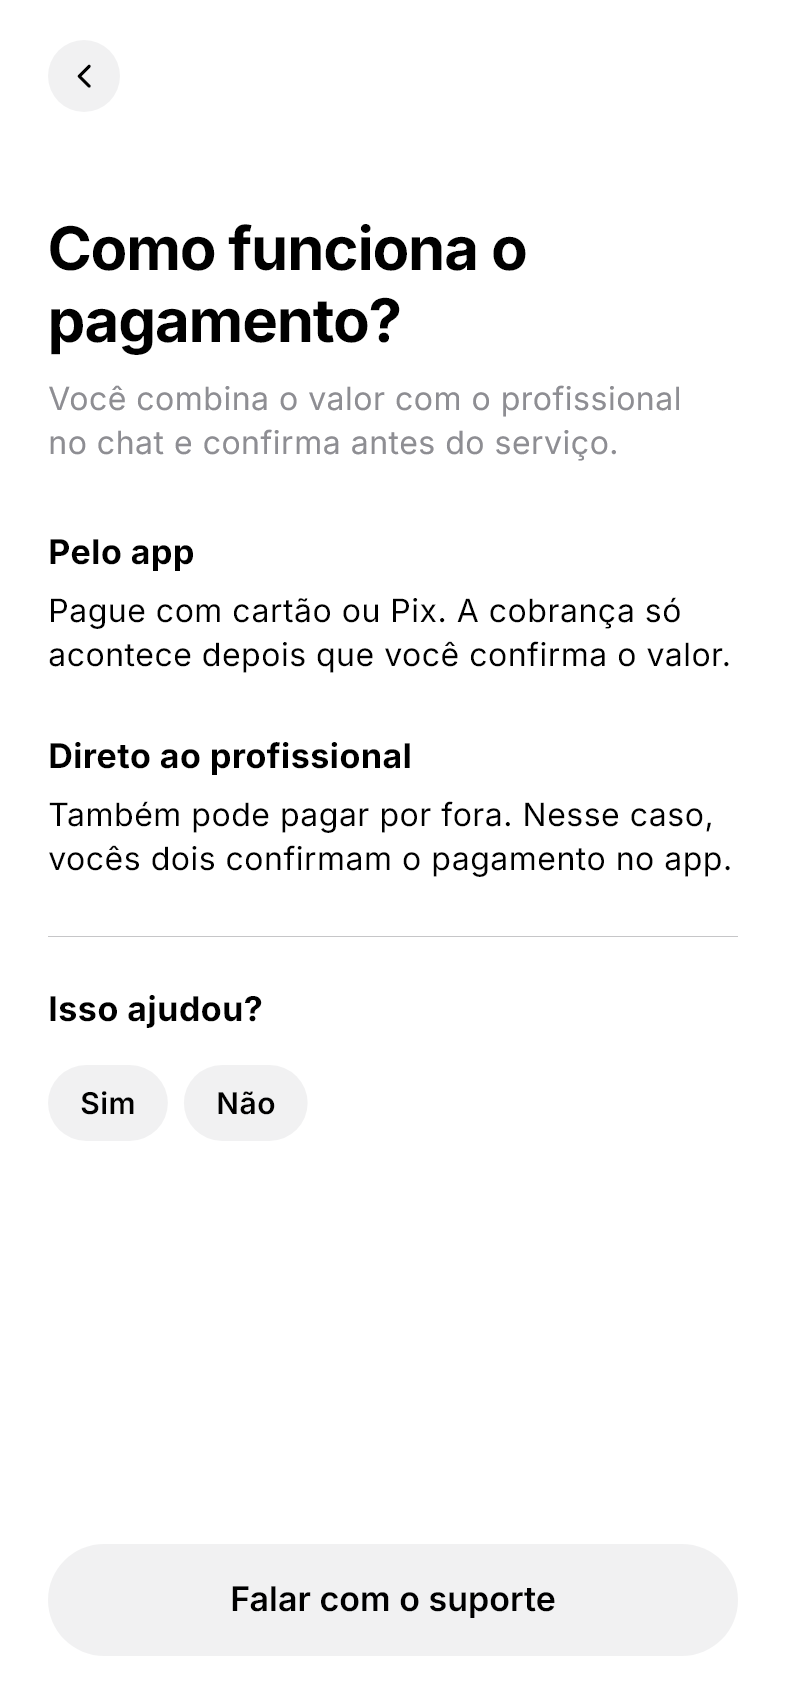 Como funciona o
pagamento?
Você combina o valor com o profissional
no chat e confirma antes do serviço.
Pelo app
Pague com cartão ou Pix. A cobrança só
acontece depois que você confirma o valor.
Direto ao profissional
Também pode pagar por fora. Nesse caso,
vocês dois confirmam o pagamento no app.
Isso ajudou?
Sim Não
Falar com o suporte